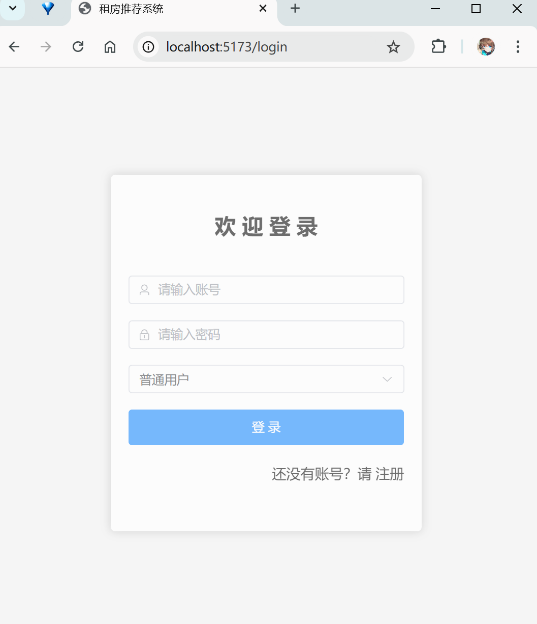 租房推荐系统
localhost:5173/login
欢迎登录
请输入账号
请输入密码
普通用户
登录
还没有账号？请 注册